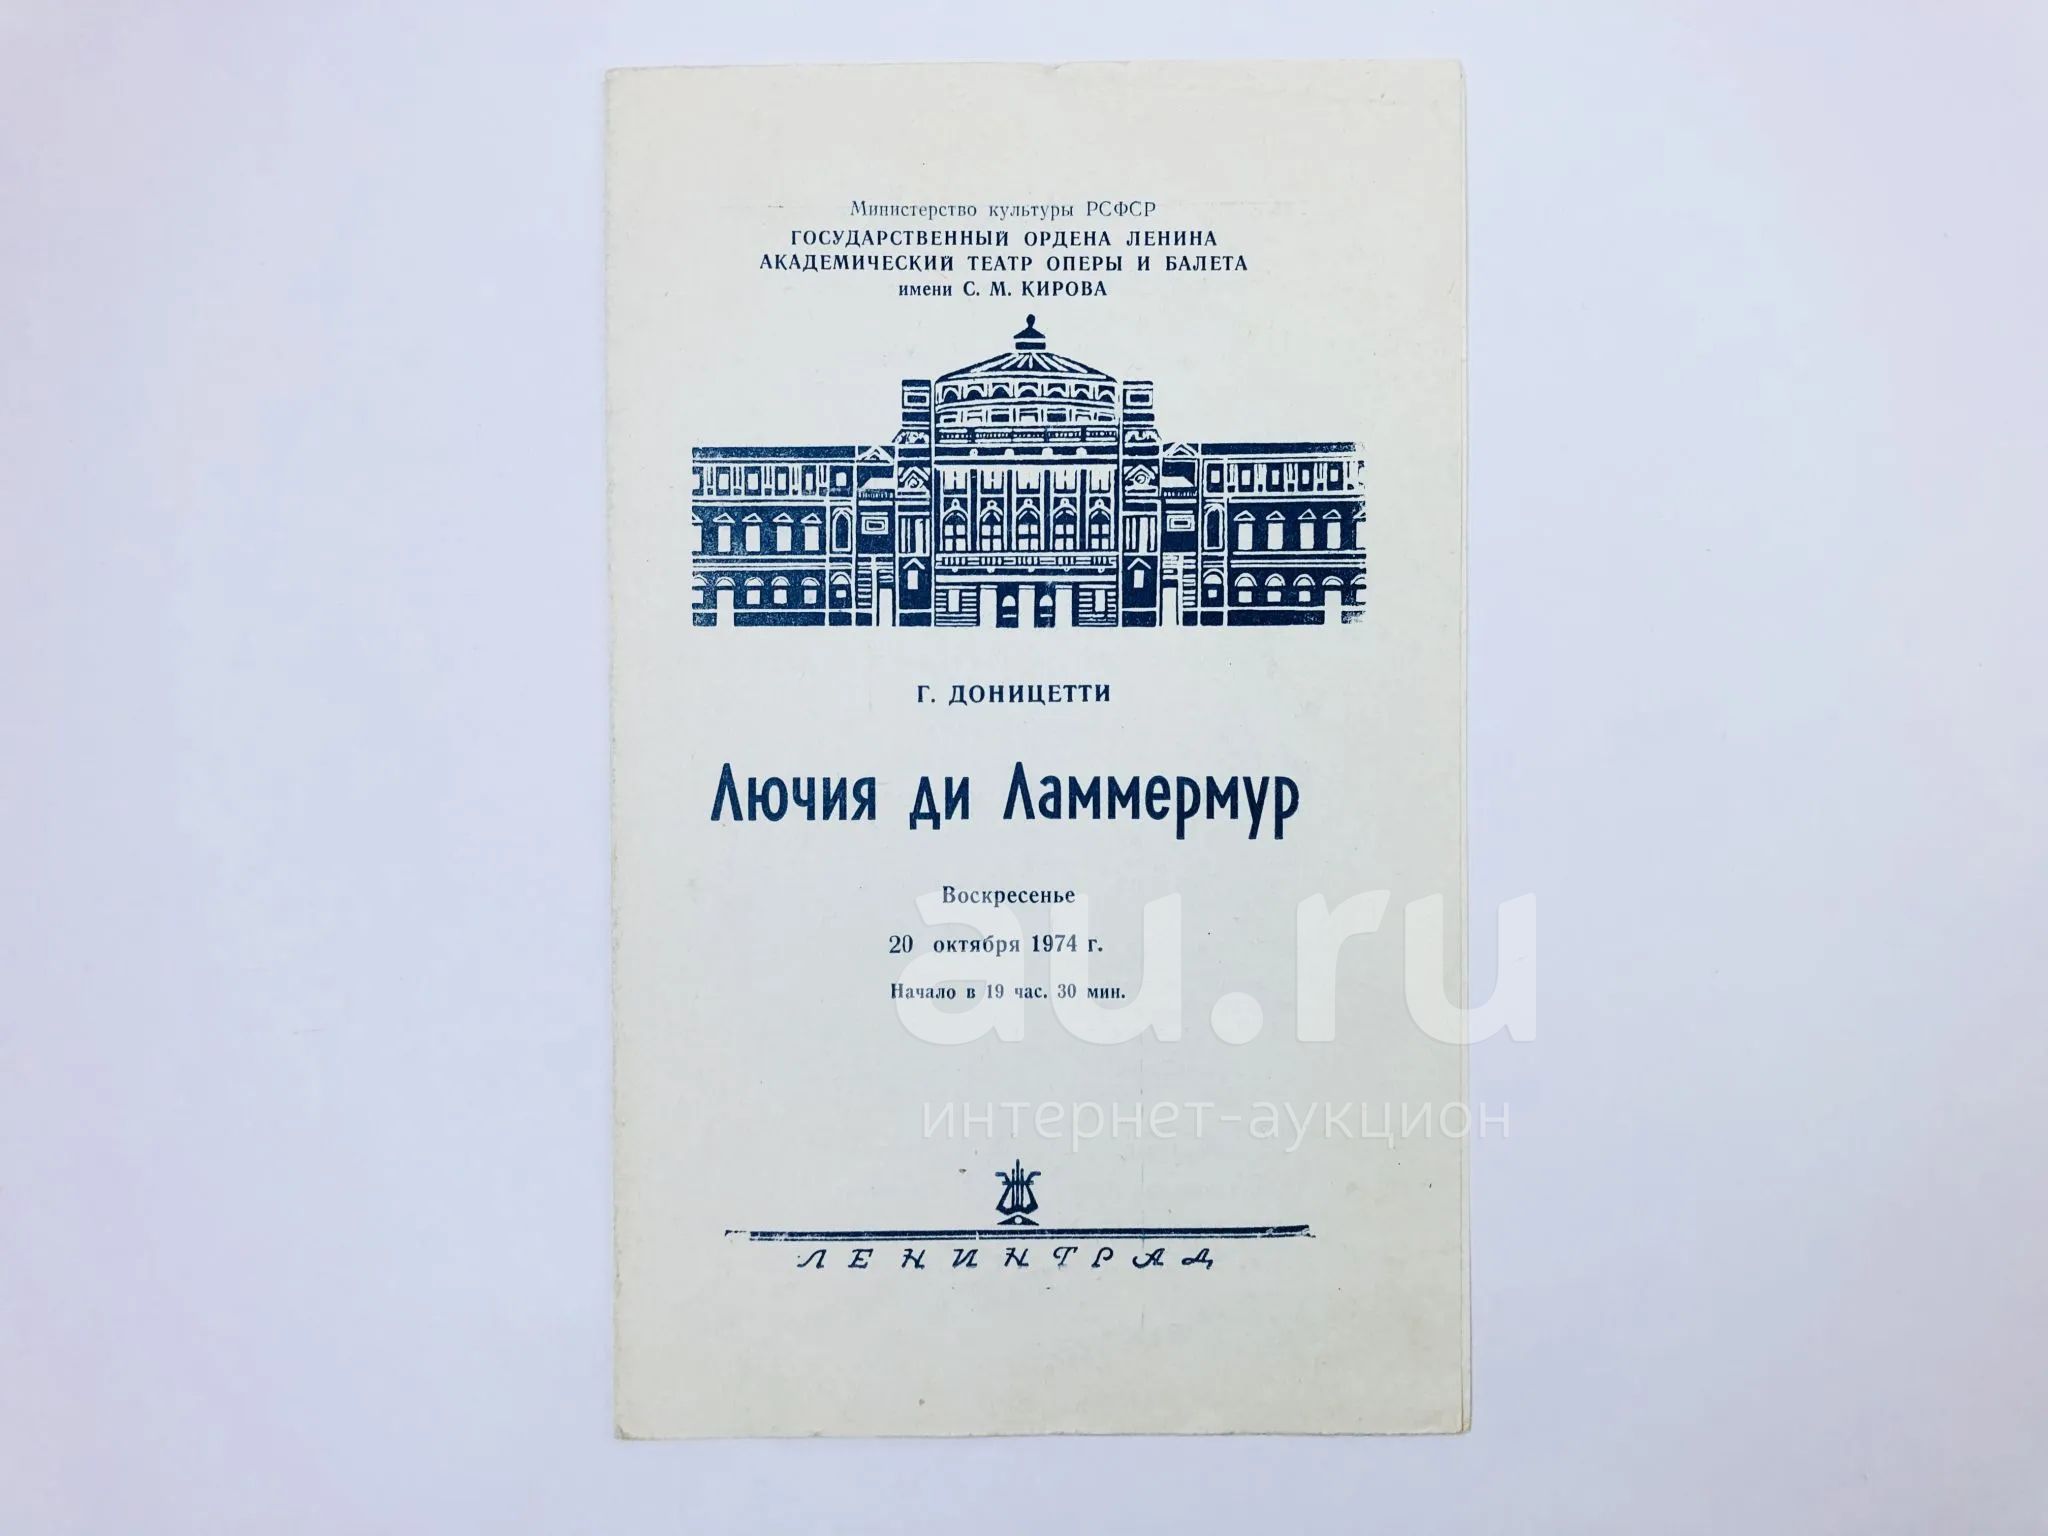 Министерство культуры РСФСР
ГОСУДАРСТВЕННЫЙ ОРДЕНА ЛЕНИНА
АКАДЕМИЧЕСКИЙ ТЕАТР ОПЕРЫ И БАЛЕТА
имени С. М. КИРОВА
Г. ДОНИЦЕТТИ
Лючия ди Ламмермур
Воскресенье
20 октября 1974 г.
Начало в 19 час. 30 мин.
au.ru
интернет-аукцион
ЛЕНИНГРАД